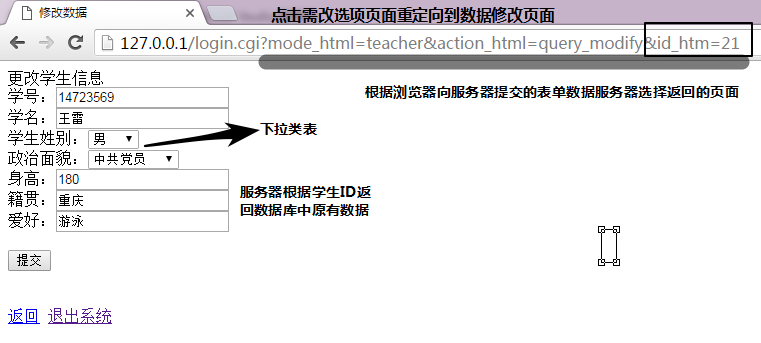 修改数据
点击需改选项页面重定向到数据修改页面
127.0.0.1/login.cgi?mode_html=teacher&action_html=query_modify&id_htm=21
更改学生信息
根据浏览器向服务器提交的表单数据服务器选择返回的页面
学号：14723569
学名：王雷
学生姓别：男
下拉类表
政治面貌：中共党员
身高：180
籍贯：重庆
爱好：游泳
服务器根据学生ID返
回数据库中原有数据
提交
返回 退出系统